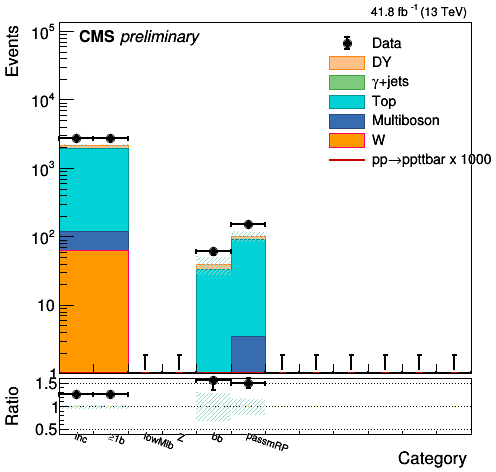 41.8 fb⁻¹ (13 TeV)
CMS preliminary
Events
10⁵
10⁴
10³
10²
10
1
Data
DY
γ+jets
Top
Multiboson
W
pp→ppttbar x 1000
Ratio
1.5
1
0.5
inc
≥1b
lowMlb
Z
bb
passmRP
Category